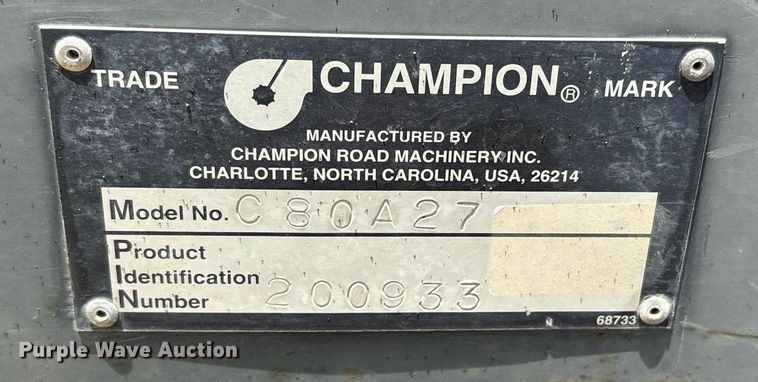 TRADE CHAMPION® MARK
MANUFACTURED BY
CHAMPION ROAD MACHINERY INC.
CHARLOTTE, NORTH CAROLINA, USA, 26214
Model No. C80A27
Product
Identification
Number 200933
68733
Purple Wave Auction